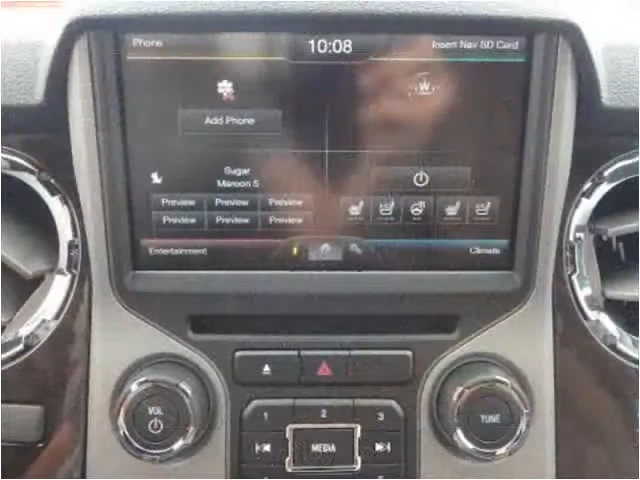 Phone 10:08 Insert Nav SD Card
W
Add Phone
Sugar
Maroon 5
Preview Preview Preview
Preview Preview Preview
Entertainment Climate
VOL
TUNE
1 2 3
MEDIA